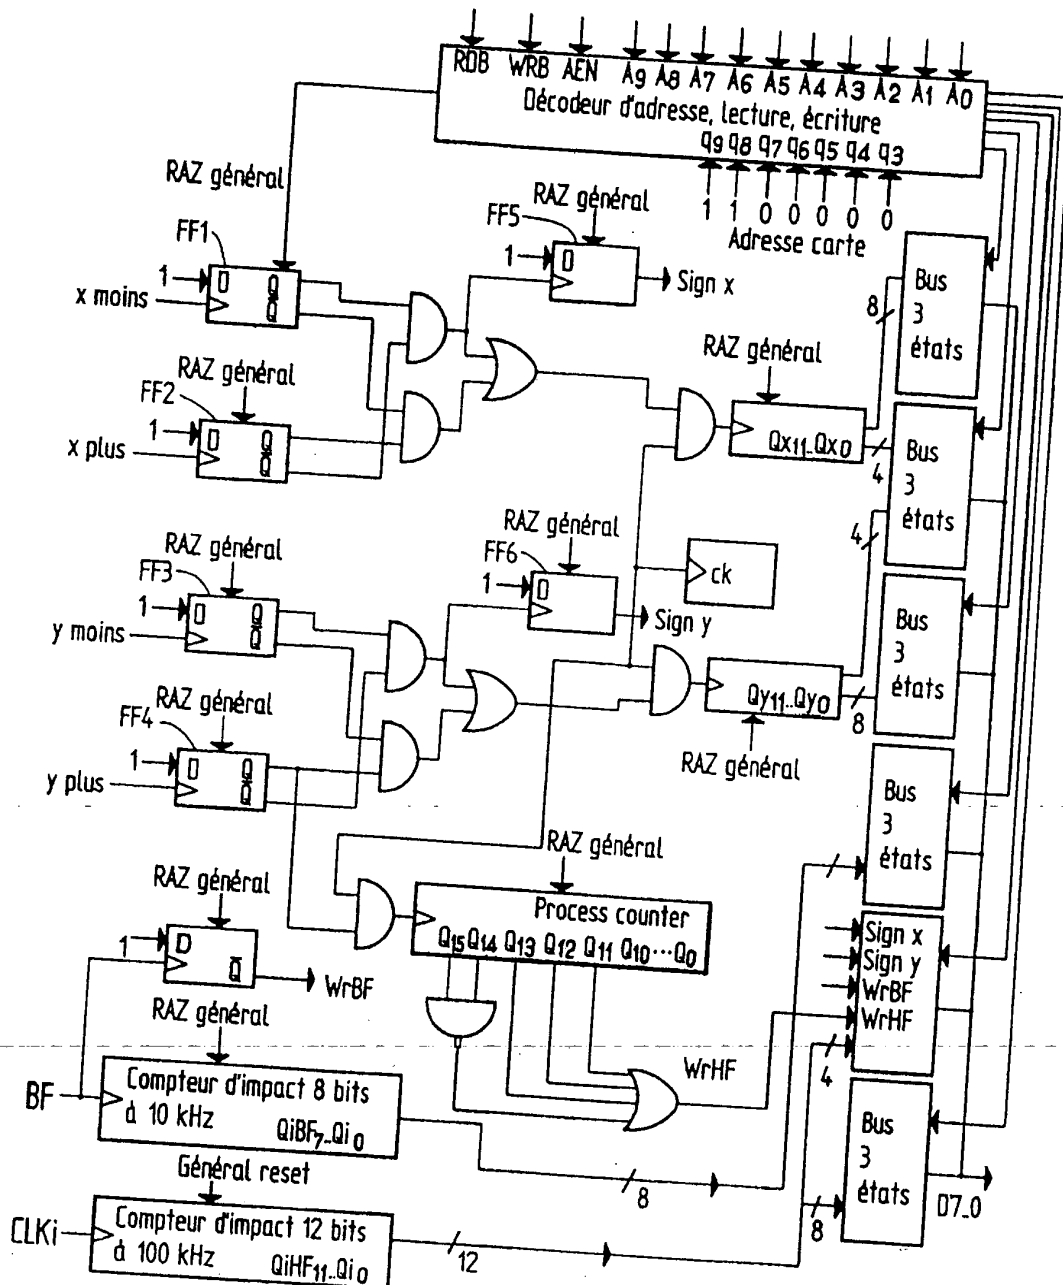 RDB WRB AEN A9 A8 A7 A6 A5 A4 A3 A2 A1 A0
Décodeur d'adresse, lecture, écriture
q9 q8 q7 q6 q5 q4 q3
1 1 0 0 0 0 0
Adresse carte
RAZ général
FF1
1
D
Q
Q̅
x moins
RAZ général
FF5
1
D
Sign x
RAZ général
FF2
1
D
Q
Q̅
x plus
RAZ général
Qx11..Qx0
8
Bus
3
états
4
Bus
3
états
4
RAZ général
FF3
1
D
Q
Q̅
y moins
RAZ général
FF6
1
D
Sign y
ck
RAZ général
FF4
1
D
Q
Q̅
y plus
Qy11..Qy0
RAZ général
8
Bus
3
états
Bus
3
états
RAZ général
Process counter
Q15 Q14 Q13 Q12 Q11 Q10...Q0
RAZ général
1
D
Q̅
WrBF
Sign x
Sign y
WrBF
WrHF
4
WrHF
RAZ général
BF
Compteur d'impact 8 bits
à 10 kHz
QiBF7..Qi0
8
Général reset
CLKi
Compteur d'impact 12 bits
à 100 kHz
QiHF11..Qi0
12
8
Bus
3
états
D7..0